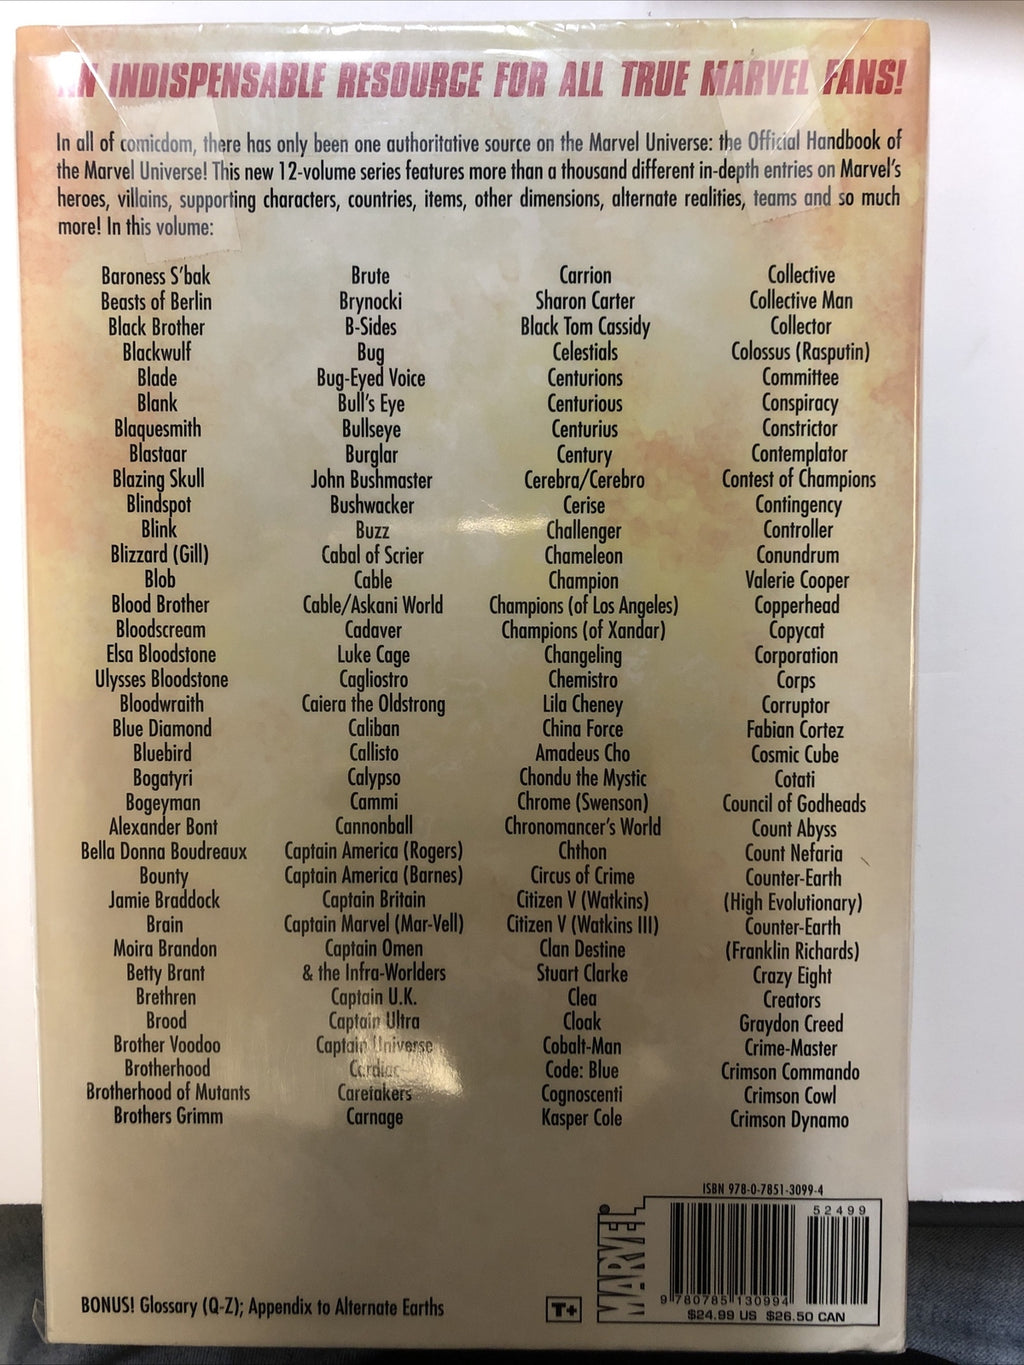 AN INDISPENSABLE RESOURCE FOR ALL TRUE MARVEL FANS!
In all of comicdom, there has only been one authoritative source on the Marvel Universe: the Official Handbook of
the Marvel Universe! This new 12-volume series features more than a thousand different in-depth entries on Marvel's
heroes, villains, supporting characters, countries, items, other dimensions, alternate realities, teams and so much
more! In this volume:
Baroness S'bak
Beasts of Berlin
Black Brother
Blackwulf
Blade
Blank
Blaquesmith
Blastaar
Blazing Skull
Blindspot
Blink
Blizzard (Gill)
Blob
Blood Brother
Bloodscream
Elsa Bloodstone
Ulysses Bloodstone
Bloodwraith
Blue Diamond
Bluebird
Bogatyri
Bogeyman
Alexander Bont
Bella Donna Boudreaux
Bounty
Jamie Braddock
Brain
Moira Brandon
Betty Brant
Brethren
Brood
Brother Voodoo
Brotherhood
Brotherhood of Mutants
Brothers Grimm
Brute
Brynocki
B-Sides
Bug
Bug-Eyed Voice
Bull's Eye
Bullseye
Burglar
John Bushmaster
Bushwacker
Buzz
Cabal of Scrier
Cable
Cable/Askani World
Cadaver
Luke Cage
Cagliostro
Caiera the Oldstrong
Caliban
Callisto
Calypso
Cammi
Cannonball
Captain America (Rogers)
Captain America (Barnes)
Captain Britain
Captain Marvel (Mar-Vell)
Captain Omen
& the Infra-Worlders
Captain U.K.
Captain Ultra
Captain Universe
Cardiac
Caretakers
Carnage
Carrion
Sharon Carter
Black Tom Cassidy
Celestials
Centurions
Centurious
Centurius
Century
Cerebra/Cerebro
Cerise
Challenger
Chameleon
Champion
Champions (of Los Angeles)
Champions (of Xandar)
Changeling
Chemistro
Lila Cheney
China Force
Amadeus Cho
Chondu the Mystic
Chrome (Swenson)
Chronomancer's World
Chthon
Circus of Crime
Citizen V (Watkins)
Citizen V (Watkins III)
Clan Destine
Stuart Clarke
Clea
Cloak
Cobalt-Man
Code: Blue
Cognoscenti
Kasper Cole
Collective
Collective Man
Collector
Colossus (Rasputin)
Committee
Conspiracy
Constrictor
Contemplator
Contest of Champions
Contingency
Controller
Conundrum
Valerie Cooper
Copperhead
Copycat
Corporation
Corps
Corruptor
Fabian Cortez
Cosmic Cube
Cotati
Council of Godheads
Count Abyss
Count Nefaria
Counter-Earth
(High Evolutionary)
Counter-Earth
(Franklin Richards)
Crazy Eight
Creators
Graydon Creed
Crime-Master
Crimson Commando
Crimson Cowl
Crimson Dynamo
ISBN 978-0-7851-3099-4
52499
MARVEL
9 780785 130994
$24.99 US $26.50 CAN
T+
BONUS! Glossary (Q-Z); Appendix to Alternate Earths